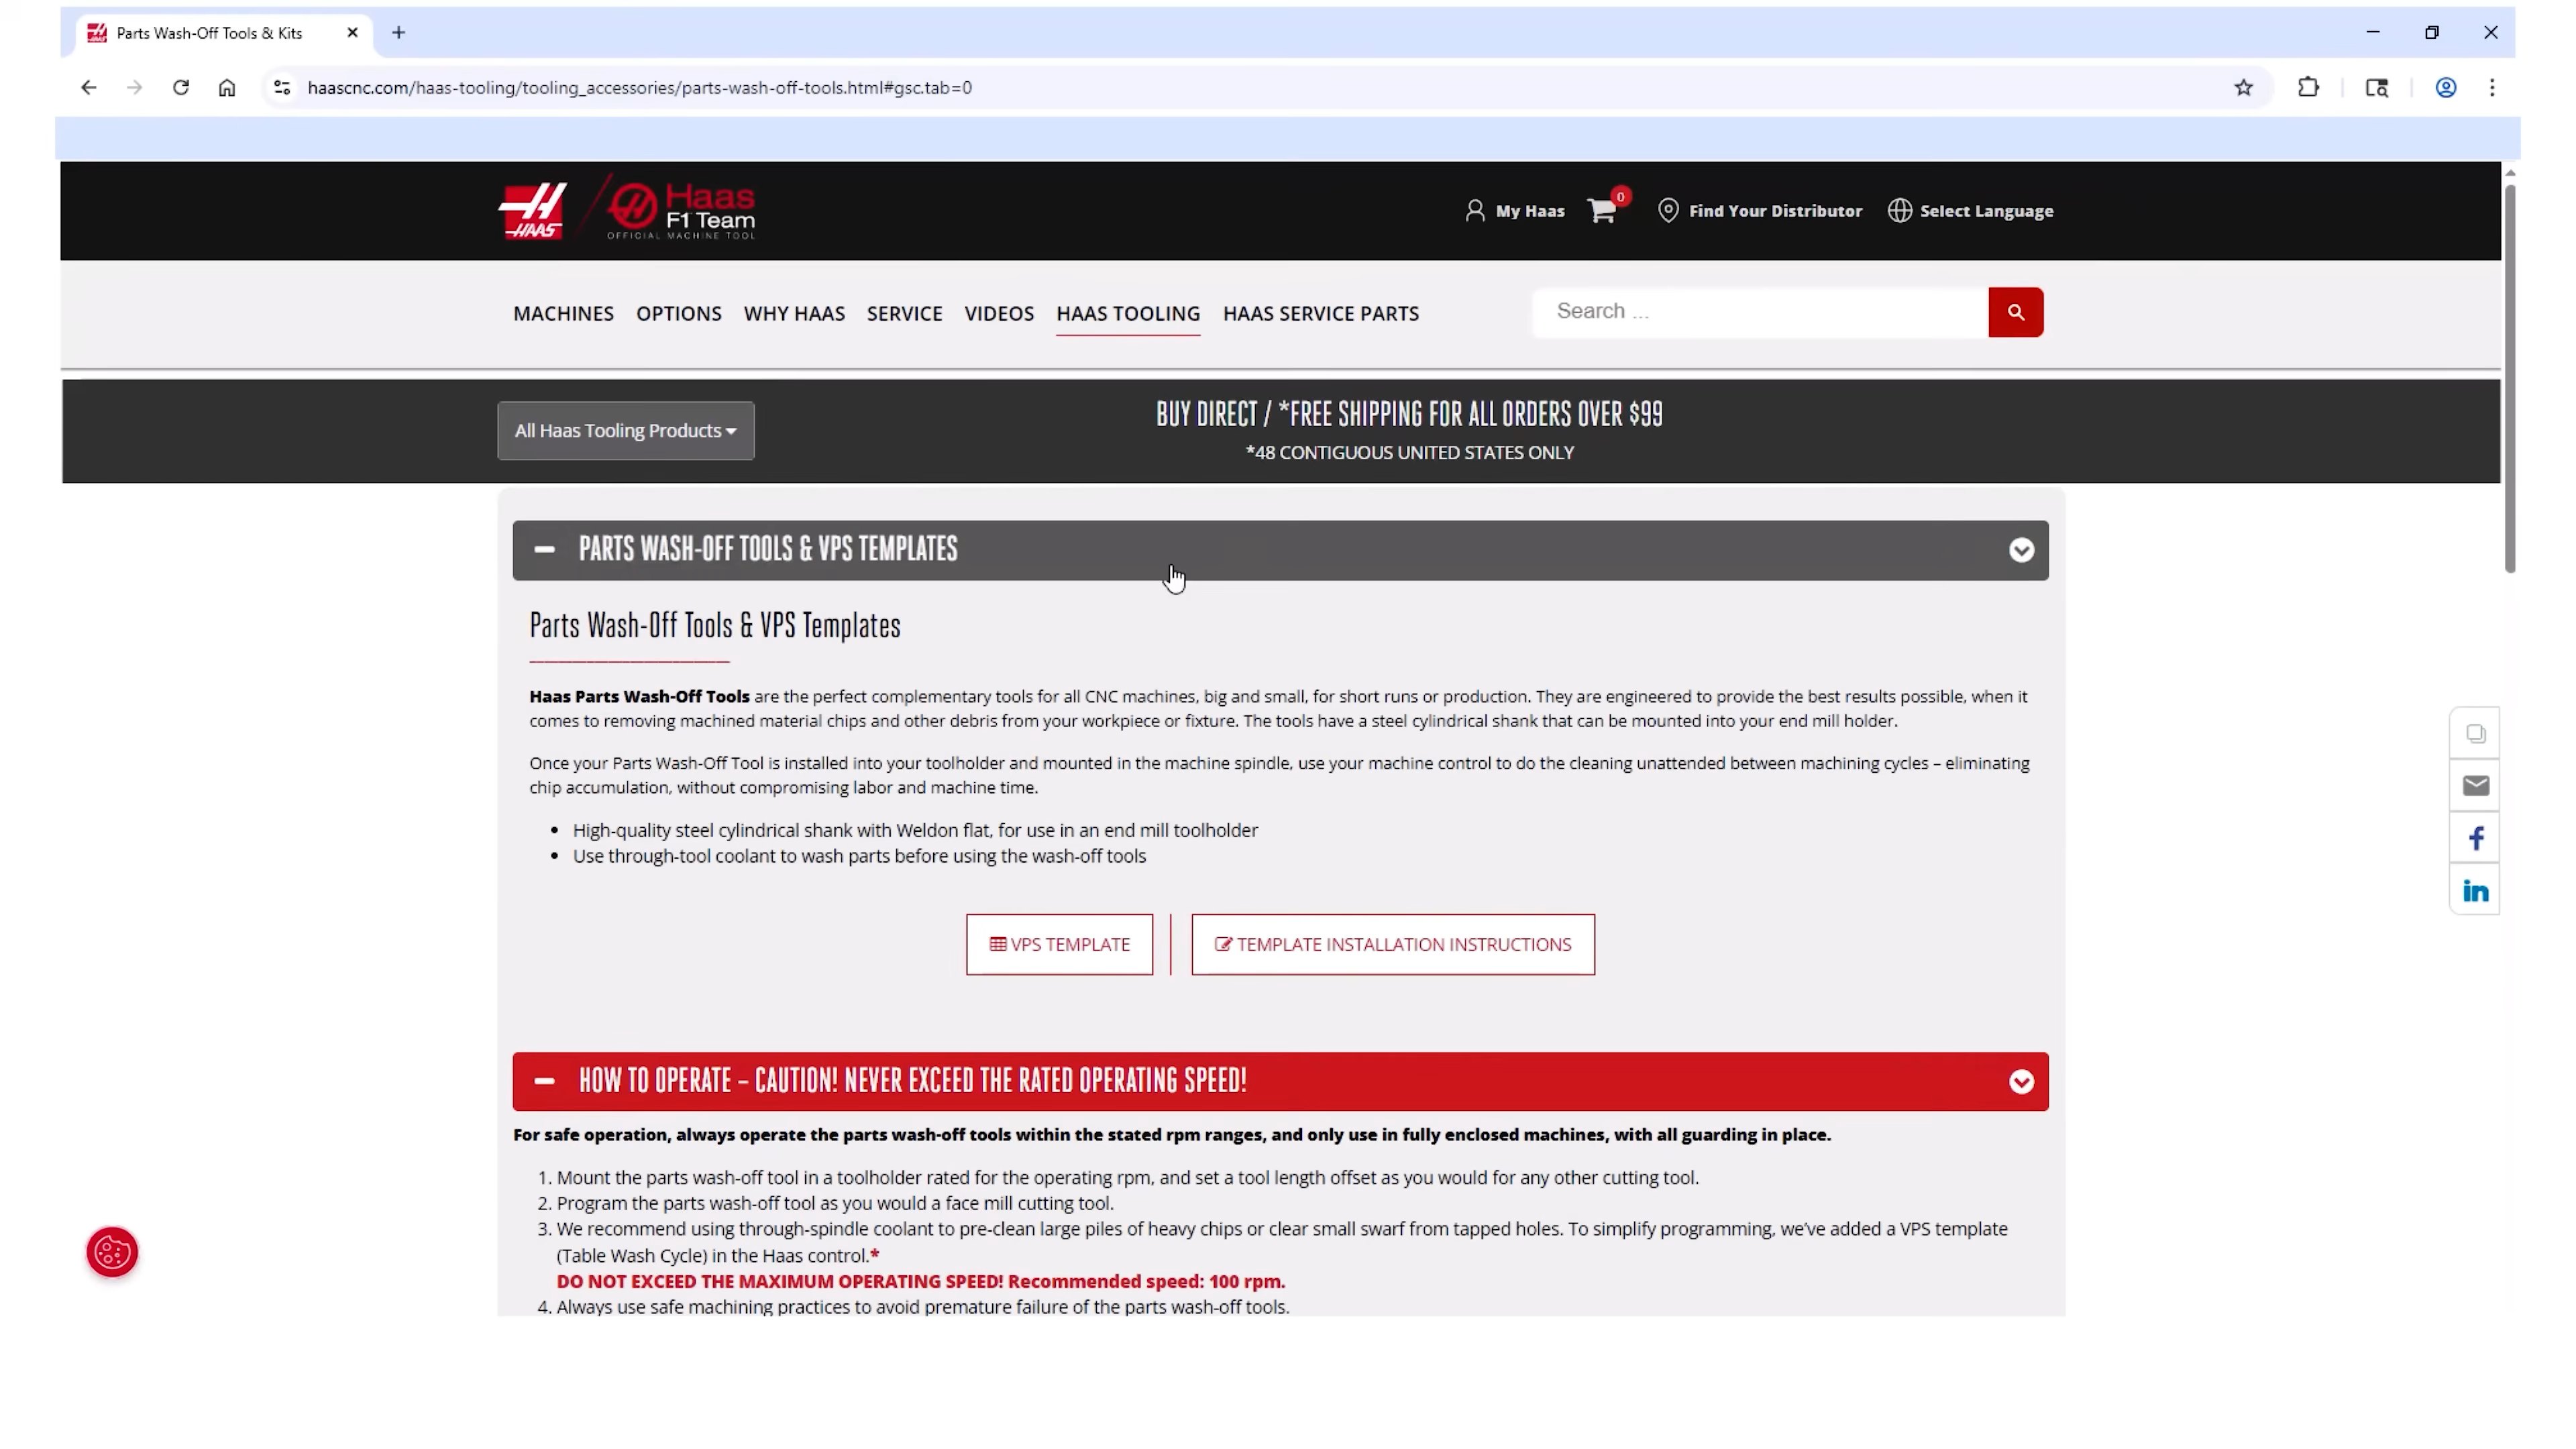 Parts Wash-Off Tools & Kits
haascnc.com/haas-tooling/tooling_accessories/parts-wash-off-tools.html#gsc.tab=0
HAAS
Haas
F1 Team
OFFICIAL MACHINE TOOL
My Haas
0
Find Your Distributor
Select Language
MACHINES OPTIONS WHY HAAS SERVICE VIDEOS HAAS TOOLING HAAS SERVICE PARTS
Search ...
All Haas Tooling Products
BUY DIRECT / *FREE SHIPPING FOR ALL ORDERS OVER $99
*48 CONTIGUOUS UNITED STATES ONLY
PARTS WASH-OFF TOOLS & VPS TEMPLATES
Parts Wash-Off Tools & VPS Templates
Haas Parts Wash-Off Tools are the perfect complementary tools for all CNC machines, big and small, for short runs or production. They are engineered to provide the best results possible, when it
comes to removing machined material chips and other debris from your workpiece or fixture. The tools have a steel cylindrical shank that can be mounted into your end mill holder.
Once your Parts Wash-Off Tool is installed into your toolholder and mounted in the machine spindle, use your machine control to do the cleaning unattended between machining cycles – eliminating
chip accumulation, without compromising labor and machine time.
• High-quality steel cylindrical shank with Weldon flat, for use in an end mill toolholder
• Use through-tool coolant to wash parts before using the wash-off tools
VPS TEMPLATE
TEMPLATE INSTALLATION INSTRUCTIONS
HOW TO OPERATE – CAUTION! NEVER EXCEED THE RATED OPERATING SPEED!
For safe operation, always operate the parts wash-off tools within the stated rpm ranges, and only use in fully enclosed machines, with all guarding in place.
1. Mount the parts wash-off tool in a toolholder rated for the operating rpm, and set a tool length offset as you would for any other cutting tool.
2. Program the parts wash-off tool as you would a face mill cutting tool.
3. We recommend using through-spindle coolant to pre-clean large piles of heavy chips or clear small swarf from tapped holes. To simplify programming, we've added a VPS template
(Table Wash Cycle) in the Haas control.*
DO NOT EXCEED THE MAXIMUM OPERATING SPEED! Recommended speed: 100 rpm.
4. Always use safe machining practices to avoid premature failure of the parts wash-off tools.